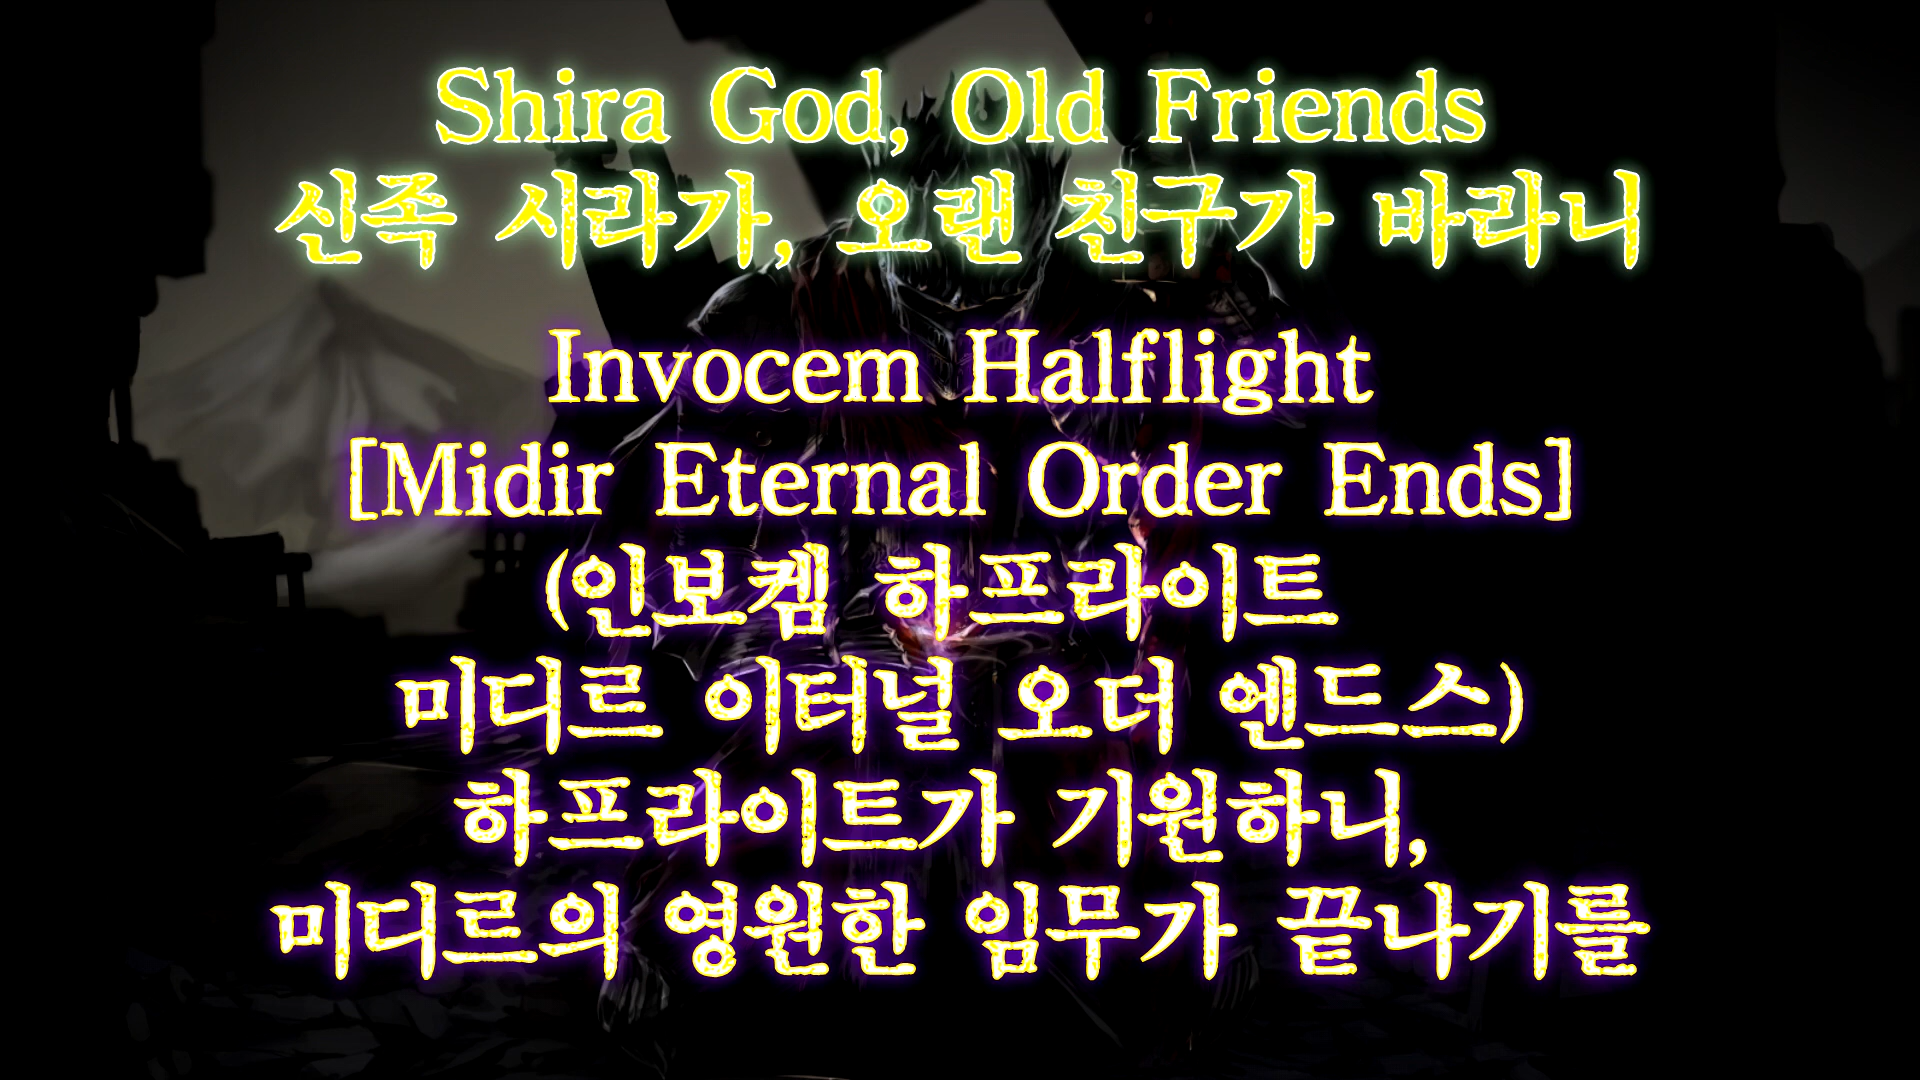 Shira God, Old Friends
신족 시라가, 오랜 친구가 바라니
Invocem Halflight
[Midir Eternal Order Ends]
(인보켐 하프라이트
미디르 이터널 오더 엔드스)
하프라이트가 기원하니,
미디르의 영원한 임무가 끝나기를